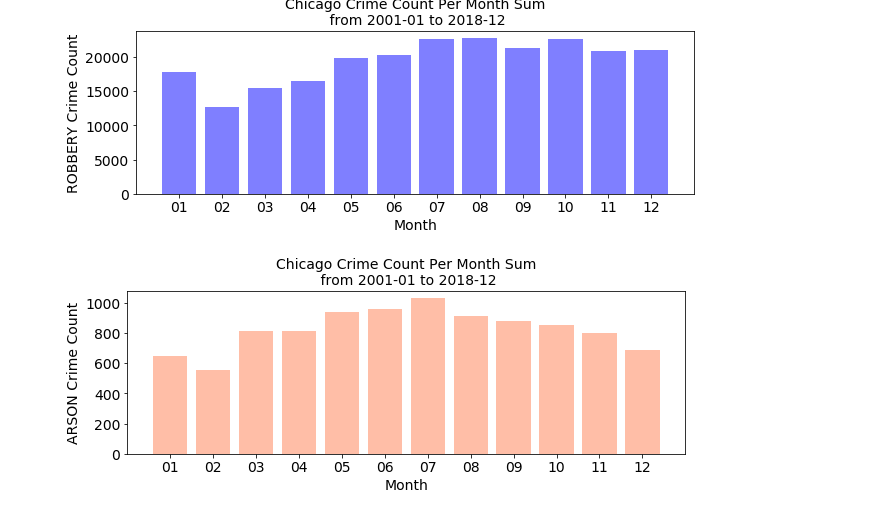 Chicago Crime Count Per Month Sum
from 2001-01 to 2018-12
ROBBERY Crime Count
20000
15000
10000
5000
0
01 02 03 04 05 06 07 08 09 10 11 12
Month
Chicago Crime Count Per Month Sum
from 2001-01 to 2018-12
ARSON Crime Count
1000
800
600
400
200
0
01 02 03 04 05 06 07 08 09 10 11 12
Month